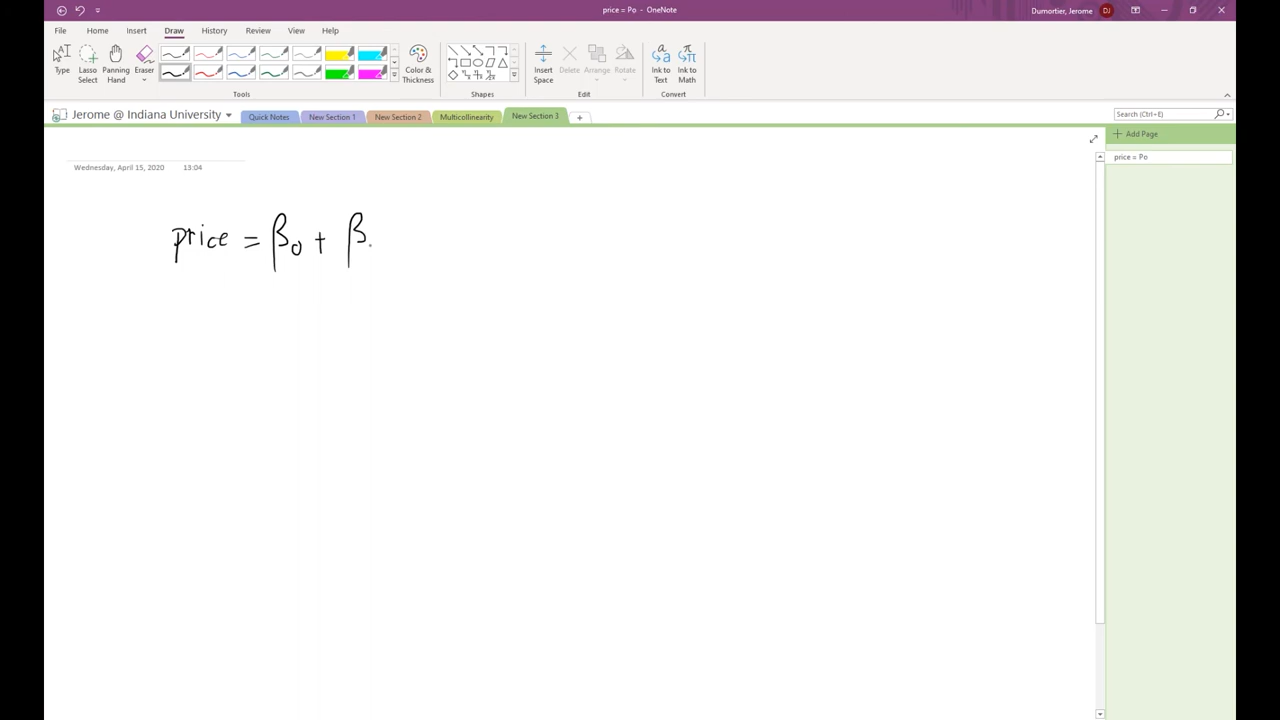 price = Po - OneNote
Dumortier, Jerome DJ
File Home Insert Draw History Review View Help
Type Lasso Select Panning Hand Eraser Color & Thickness Insert Space Delete Arrange Rotate Ink to Text Ink to Math
Tools Shapes Edit Convert
Jerome @ Indiana University Quick Notes New Section 1 New Section 2 Multicollinearity New Section 3 + Search (Ctrl+E)
+ Add Page
price = Po
Wednesday, April 15, 2020 13:04
price = β₀ + β